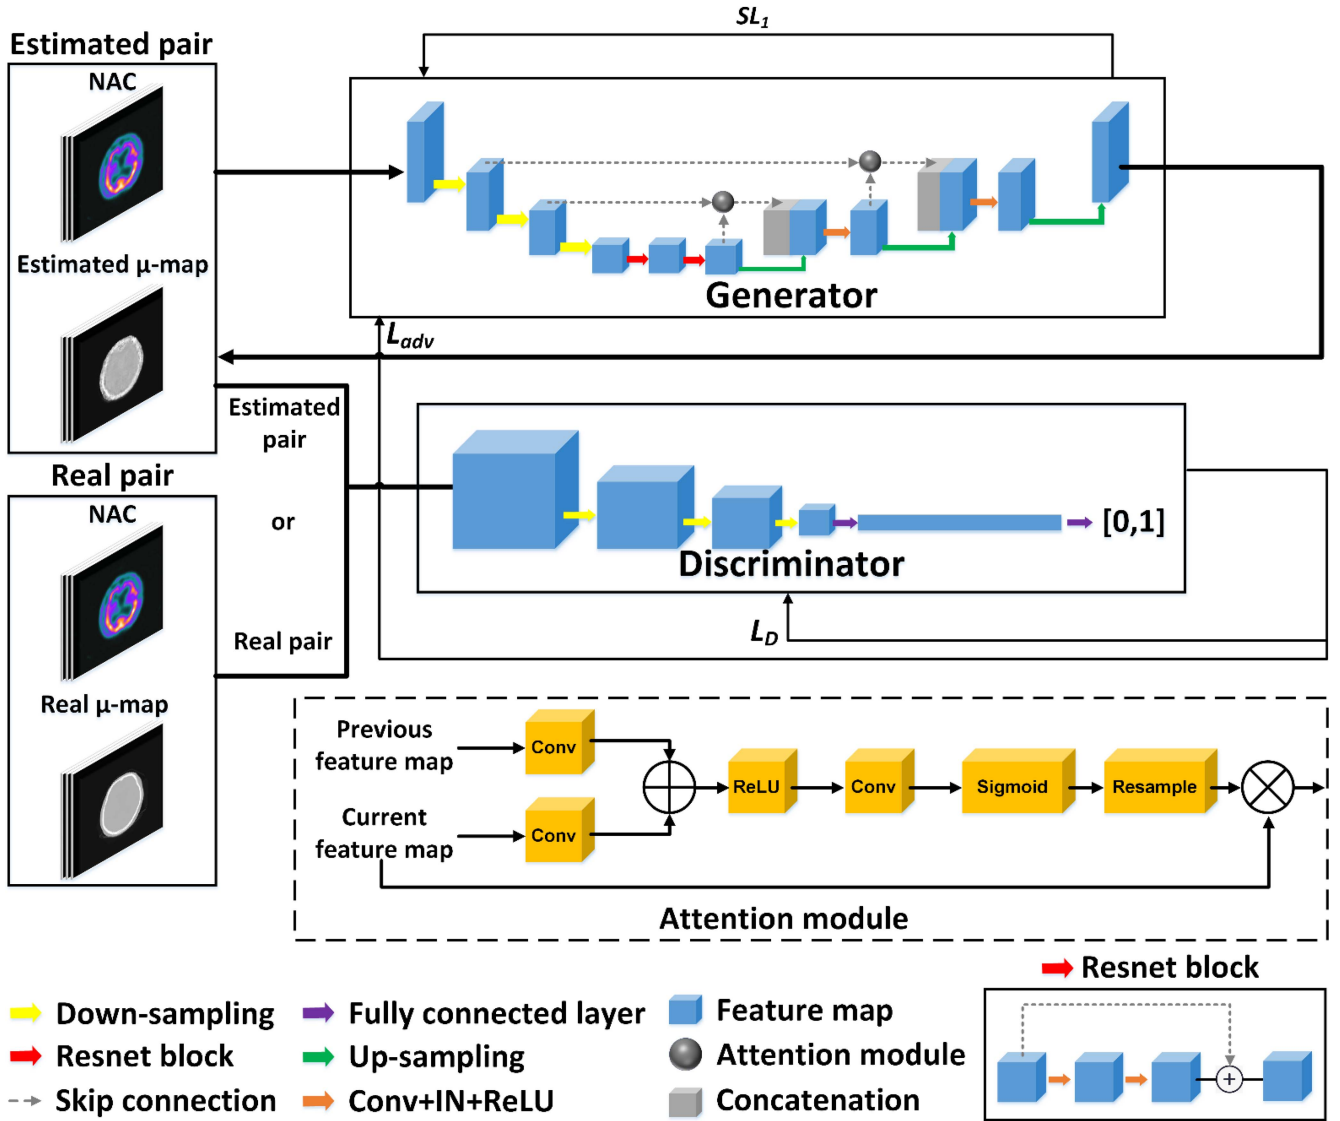 SL1
Estimated pair
NAC
Estimated μ-map
Generator
Ladv
Estimated
pair
or
Real pair
Real pair
NAC
Real μ-map
[0,1]
Discriminator
LD
Previous
feature map
Conv
Current
feature map
Conv
ReLU
Conv
Sigmoid
Resample
Attention module
Resnet block
Down-sampling
Fully connected layer
Feature map
Resnet block
Up-sampling
Attention module
Skip connection
Conv+IN+ReLU
Concatenation